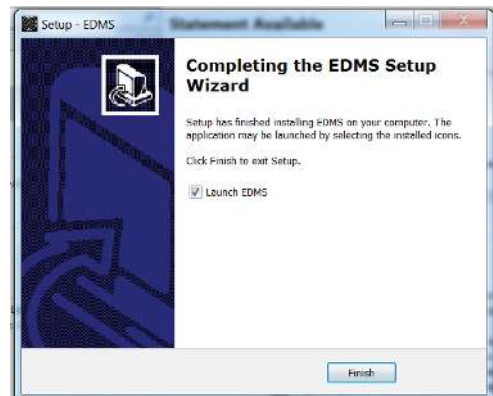 Setup - EDMS
Statement Available
Completing the EDMS Setup
Wizard
Setup has finished installing EDMS on your computer. The
application may be launched by selecting the installed icons.
Click Finish to exit Setup.
Launch EDMS
Finish